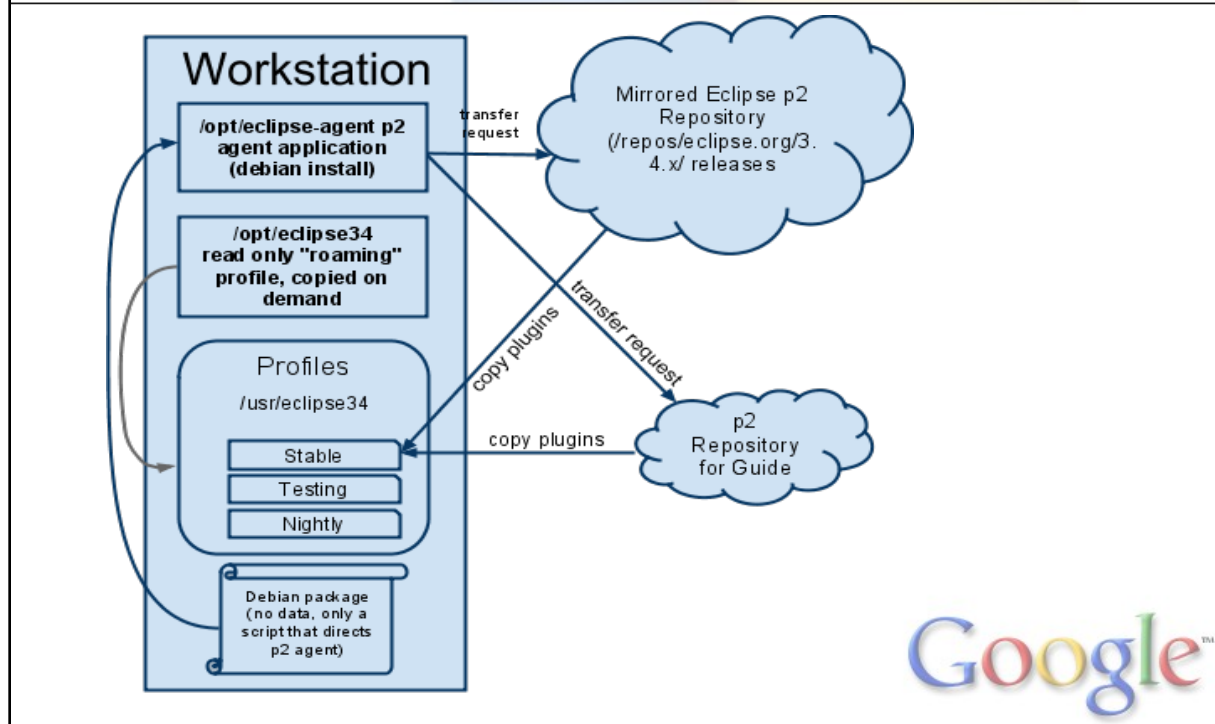 Workstation
/opt/eclipse-agent p2
agent application
(debian install)
/opt/eclipse34
read only "roaming"
profile, copied on
demand
Profiles
/usr/eclipse34
Stable
Testing
Nightly
Debian package
(no data, only a
script that directs
p2 agent)
transfer
request
Mirrored Eclipse p2
Repository
(/repos/eclipse.org/3.
4.x/ releases
copy plugins
transfer request
copy plugins
p2
Repository
for Guide
Google™